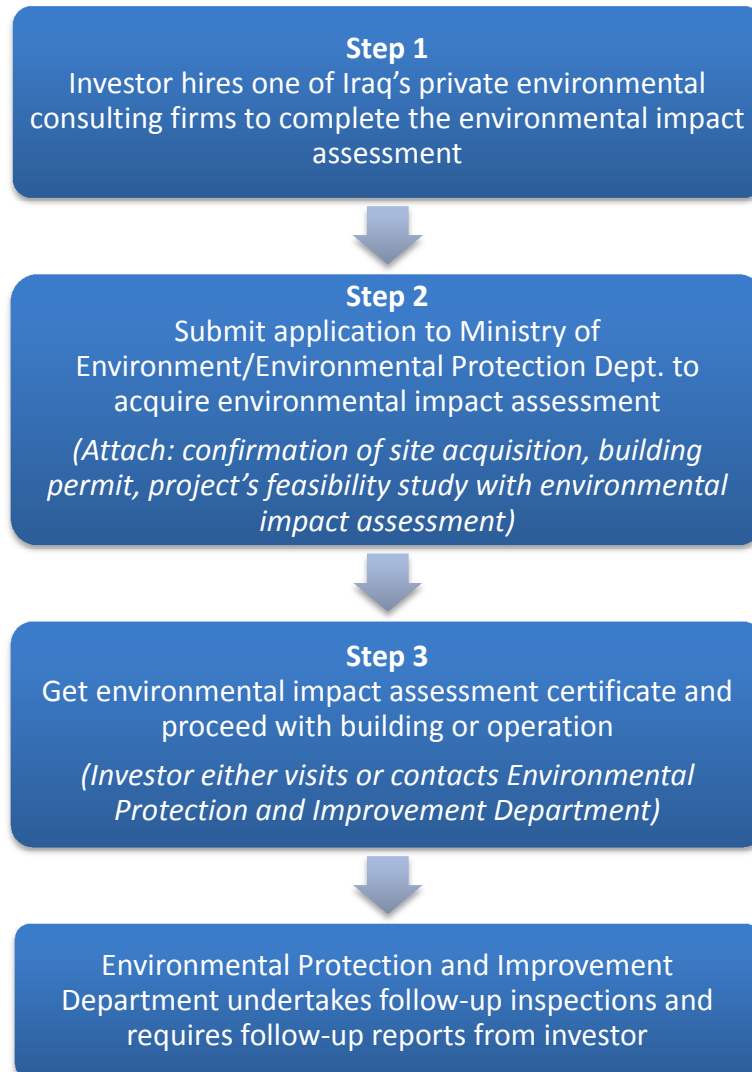 Step 1
Investor hires one of Iraq’s private environmental
consulting firms to complete the environmental impact
assessment
Step 2
Submit application to Ministry of
Environment/Environmental Protection Dept. to
acquire environmental impact assessment
(Attach: confirmation of site acquisition, building
permit, project’s feasibility study with environmental
impact assessment)
Step 3
Get environmental impact assessment certificate and
proceed with building or operation
(Investor either visits or contacts Environmental
Protection and Improvement Department)
Environmental Protection and Improvement
Department undertakes follow-up inspections and
requires follow-up reports from investor